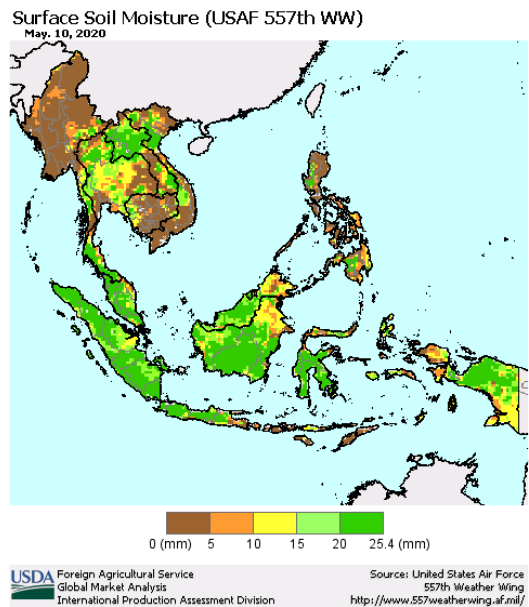 Surface Soil Moisture (USAF 557th WW)
May. 10, 2020
0 (mm) 5 10 15 20 25.4 (mm)
USDA Foreign Agricultural Service
Global Market Analysis
International Production Assessment Division
Source: United States Air Force
557th Weather Wing
http://www.557weatherwing.af.mil/